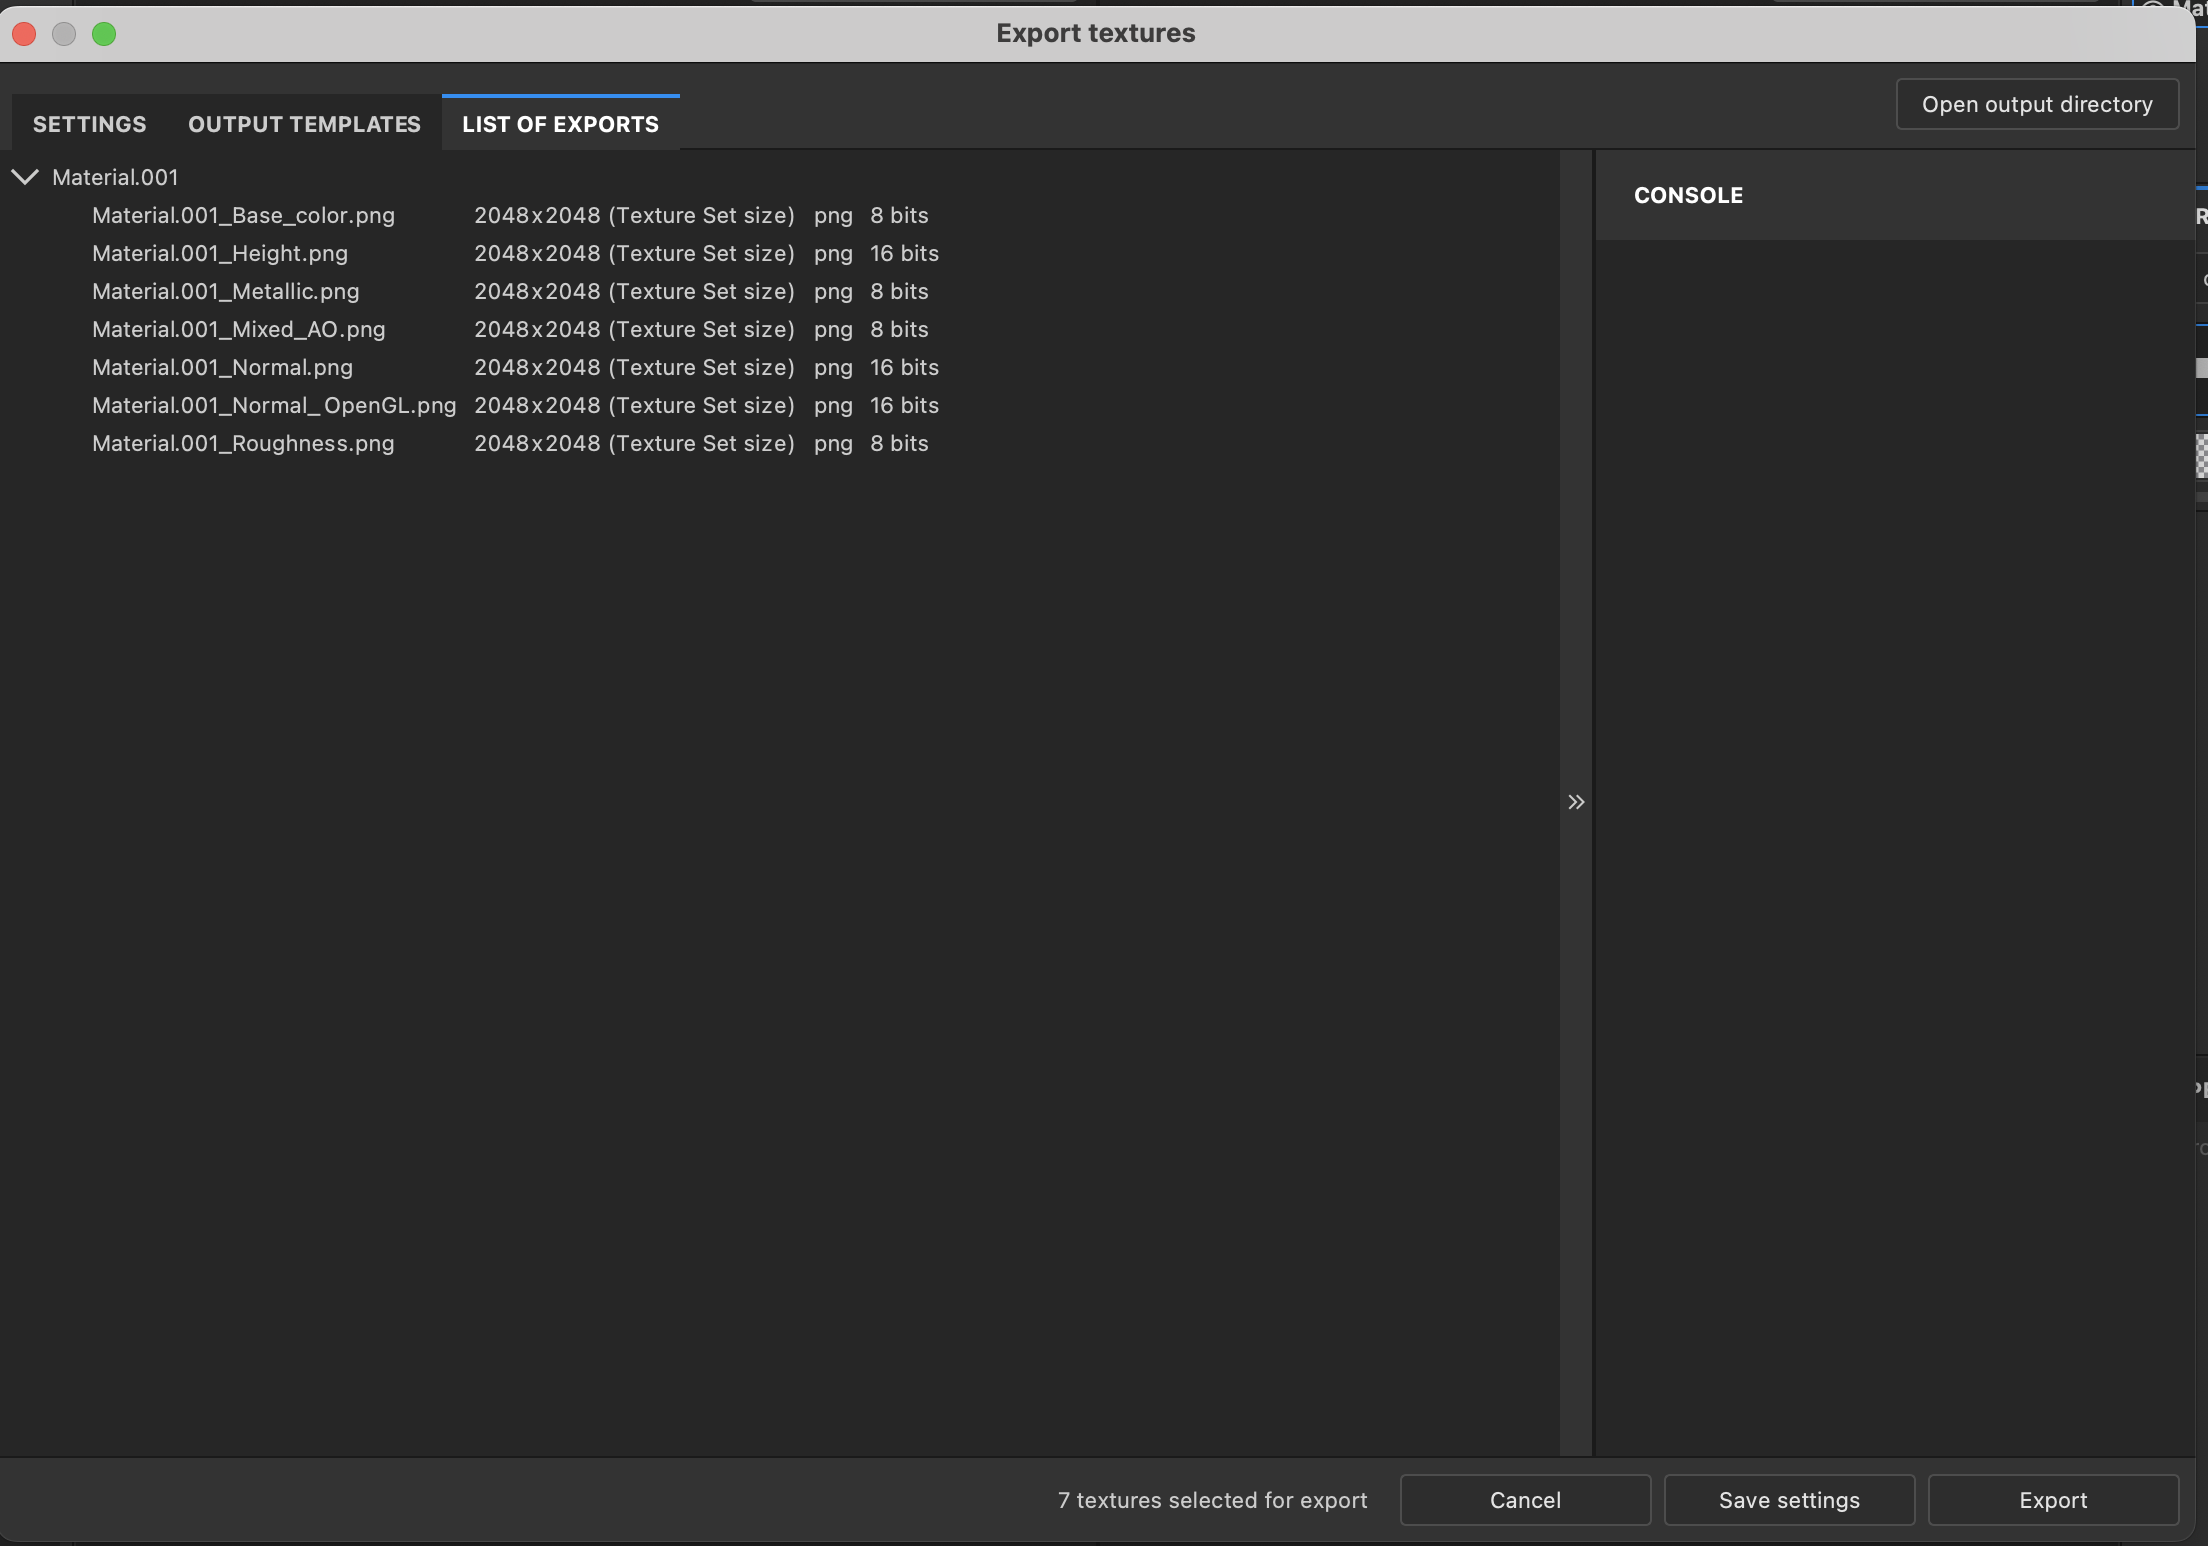 Export textures
Open output directory
SETTINGS OUTPUT TEMPLATES LIST OF EXPORTS
Material.001
CONSOLE
Material.001_Base_color.png 2048x2048 (Texture Set size) png 8 bits
Material.001_Height.png 2048x2048 (Texture Set size) png 16 bits
Material.001_Metallic.png 2048x2048 (Texture Set size) png 8 bits
Material.001_Mixed_AO.png 2048x2048 (Texture Set size) png 8 bits
Material.001_Normal.png 2048x2048 (Texture Set size) png 16 bits
Material.001_Normal_OpenGL.png 2048x2048 (Texture Set size) png 16 bits
Material.001_Roughness.png 2048x2048 (Texture Set size) png 8 bits
7 textures selected for export Cancel Save settings Export